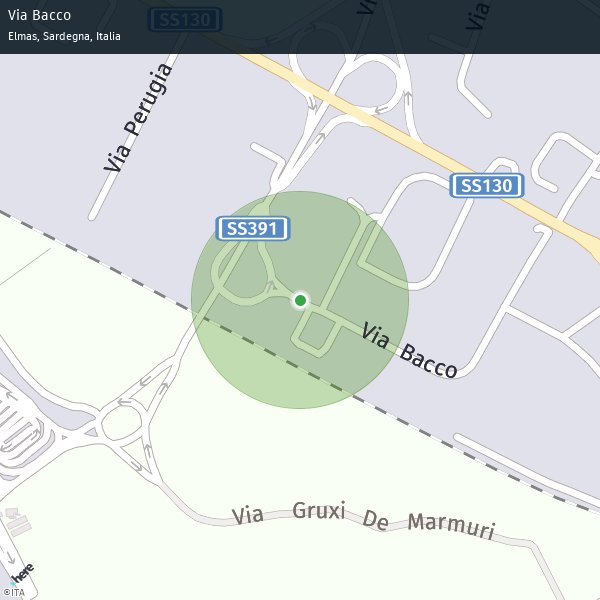 Via Bacco
Elmas, Sardegna, Italia
SS130
Vi
Via
Via Perugia
SS130
SS391
Via Bacco
Via Gruxi De Marmuri
here
©ITA